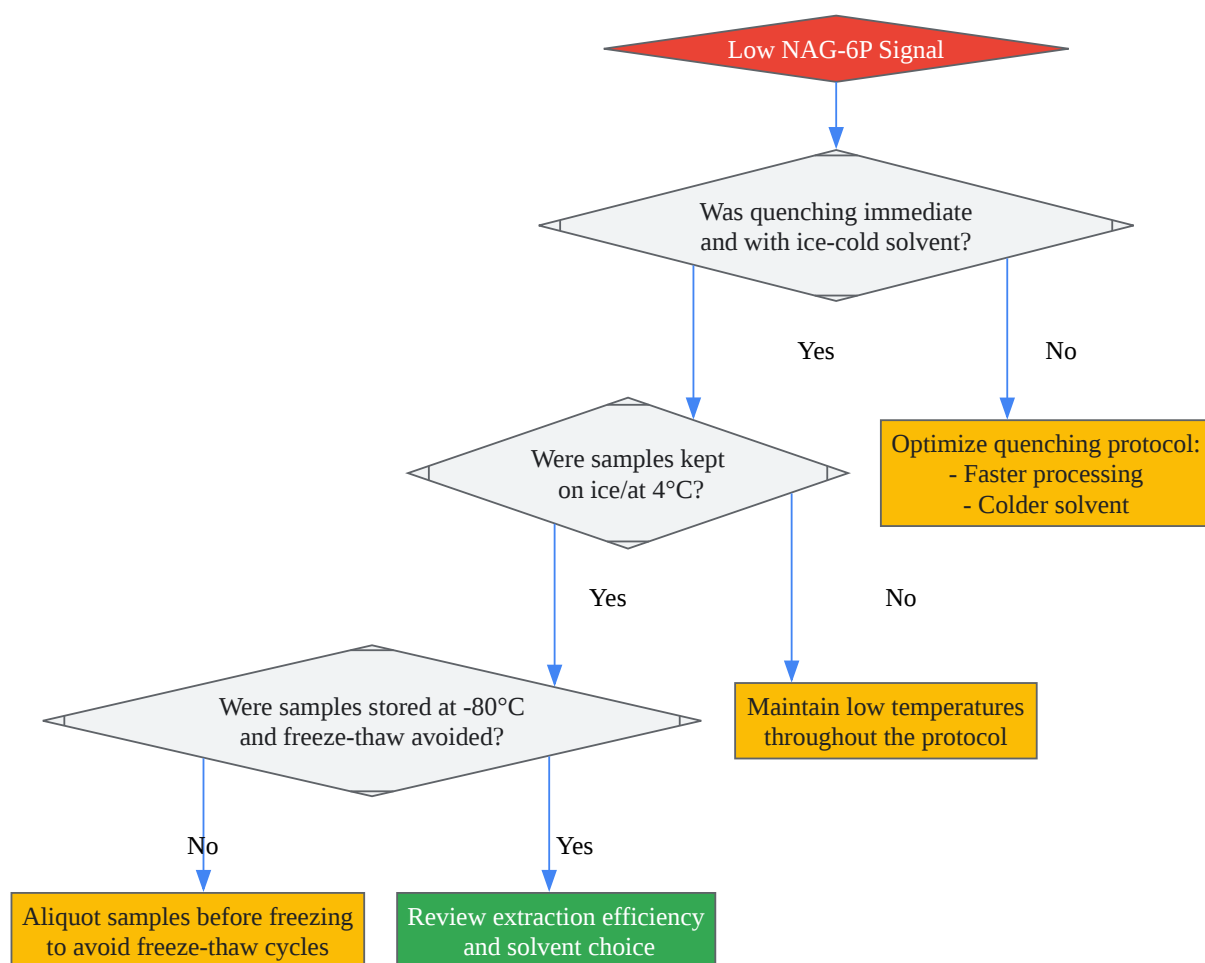 Low NAG-6P Signal
Was quenching immediate
and with ice-cold solvent?
Yes
No
Were samples kept
on ice/at 4°C?
Optimize quenching protocol:
- Faster processing
- Colder solvent
Yes
No
Were samples stored at -80°C
and freeze-thaw avoided?
Maintain low temperatures
throughout the protocol
No
Yes
Aliquot samples before freezing
to avoid freeze-thaw cycles
Review extraction efficiency
and solvent choice